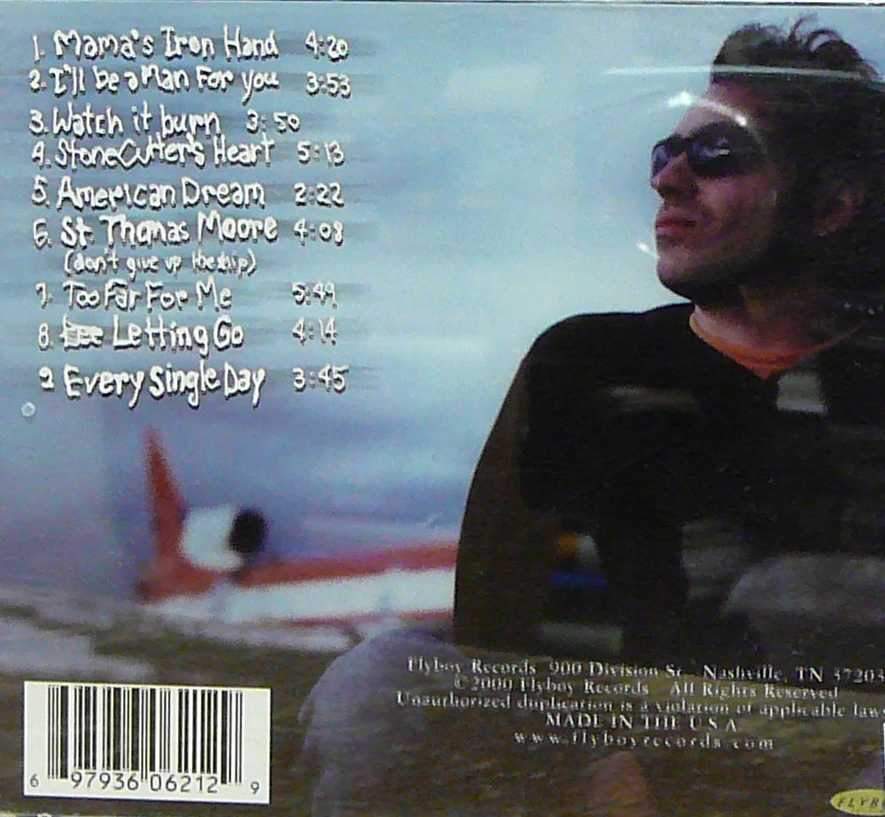 1. Mama's Iron Hand 4:20
2. I'll be a Man For you 3:53
3. Watch it burn 3:50
4. StoneCutter's Heart 5:13
5. American Dream 2:22
6. St. Thomas Moore 4:08
(don't give up the ship)
7. Too Far For Me 5:49
8. Letting Go 4:14
9 Every Single Day 3:45
Flyboy Records 900 Division St. Nashville, TN 37203
© 2000 Flyboy Records All Rights Reserved
Unauthorized duplication is a violation of applicable laws
MADE IN THE U.S.A.
www.flyboyrecords.com
6 97936 06212 9
FLYB